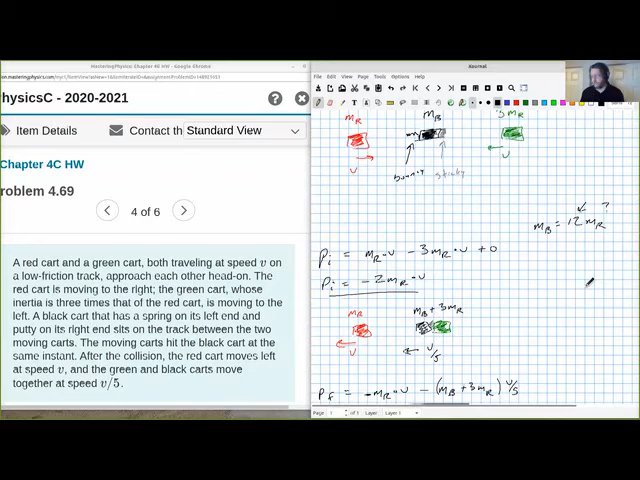 MasteringPhysics: Chapter 4C HW - Google Chrome
Xournal
File Edit View Page Tools Options Help
hysicsC - 2020-2021
Item Details
Contact th
Standard View
Chapter 4C HW
roblem 4.69
4 of 6
A red cart and a green cart, both traveling at speed v on
a low-friction track, approach each other head-on. The
red cart is moving to the right; the green cart, whose
inertia is three times that of the red cart, is moving to the
left. A black cart that has a spring on its left end and
putty on its right end sits on the track between the two
moving carts. The moving carts hit the black cart at the
same instant. After the collision, the red cart moves left
at speed v, and the green and black carts move
together at speed v/5.
m_R m_B 3m_R
v v
bouncy sticky
m_B = 12 m_R ?
P_i = m_R·v - 3m_R·v + 0
P_i = -2m_R·v
m_R m_B + 3m_R
v v/5
P_f = -m_R·v - (m_B + 3m_R) v/5
Page 1 of 1 Layer Layer 1